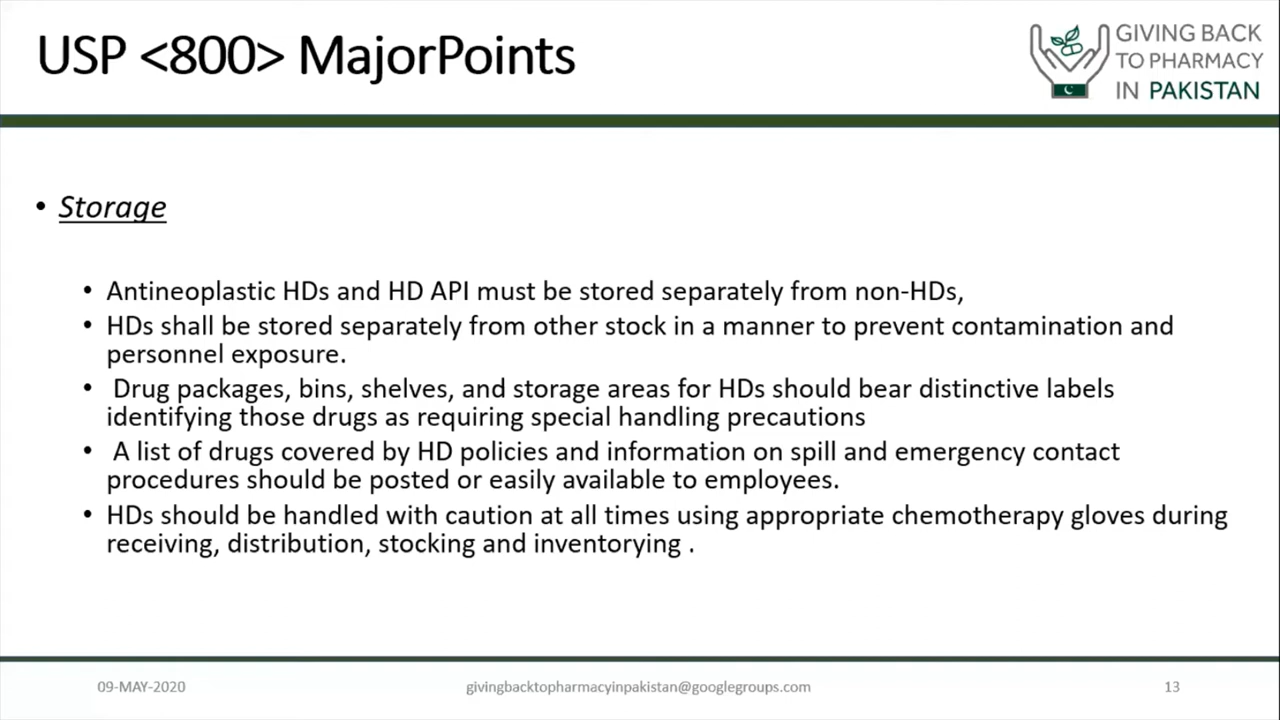 USP <800> MajorPoints
GIVING BACK
TO PHARMACY
IN PAKISTAN
• Storage
• Antineoplastic HDs and HD API must be stored separately from non-HDs,
• HDs shall be stored separately from other stock in a manner to prevent contamination and
personnel exposure.
• Drug packages, bins, shelves, and storage areas for HDs should bear distinctive labels
identifying those drugs as requiring special handling precautions
• A list of drugs covered by HD policies and information on spill and emergency contact
procedures should be posted or easily available to employees.
• HDs should be handled with caution at all times using appropriate chemotherapy gloves during
receiving, distribution, stocking and inventorying .
09-MAY-2020
givingbacktopharmacyinpakistan@googlegroups.com
13